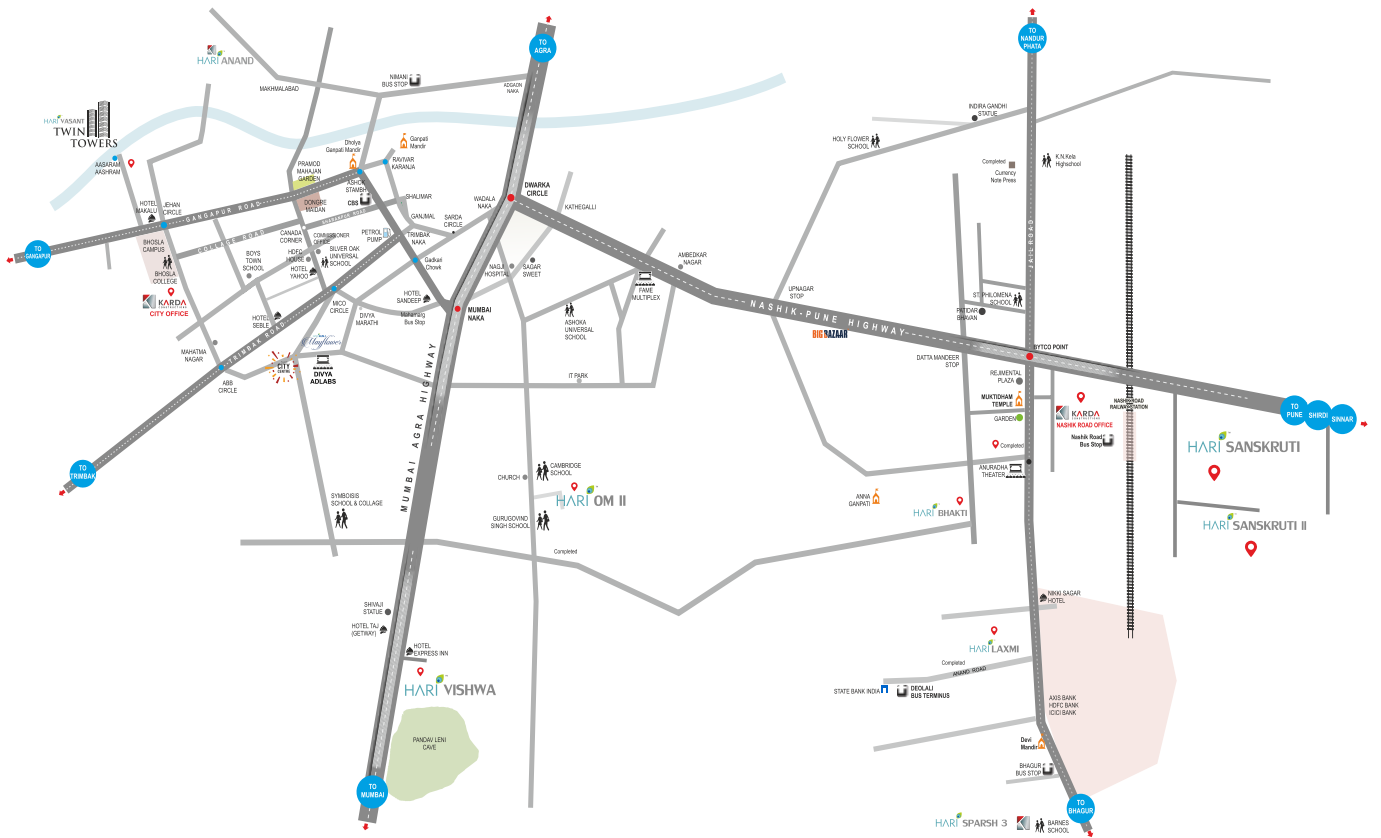 TO
AGRA
TO
NANDUR
PHATA
HARI ANAND
NIMANI
BUS STOP
MAKHMALABAD
ADGAON
NAKA
HARI VASANT
TWIN
TOWERS
AASARAM
AASHRAM
Dholya
Ganpati Mandir
Ganpati
Mandir
RAVIVAR
KARANJA
PRAMOD
MAHAJAN
GARDEN
ASHOK
STAMBH
CBS
SHALIMAR
DONGRE
MAIDAN
HOTEL
MAKALU
JEHAN
CIRCLE
GANGAPUR ROAD
COLLEGE ROAD
CANADA
CORNER
COMMISSIONER
OFFICE
PETROL
PUMP
GANJMAL
SARDA
CIRCLE
TRIMBAK
NAKA
WADALA
NAKA
DWARKA
CIRCLE
KATHEGALLI
TO
GANGAPUR
BHOSLA
CAMPUS
BHOSLA
COLLEGE
BOYS
TOWN
SCHOOL
HDFC
HOUSE
SILVER OAK
UNIVERSAL
SCHOOL
HOTEL
YAHOO
Gadkari
Chowk
NAGJI
HOSPITAL
SAGAR
SWEET
KARDA
CONSTRUCTIONS
CITY OFFICE
MICO
CIRCLE
HOTEL
SANDEEP
Mahamarg
Bus Stop
DIVYA
MARATHI
MUMBAI
NAKA
HOTEL
SEBLE
TRIMBAK ROAD
Mayflower
MAHATMA
NAGAR
CITY
CENTRE
DIVYA
ADLABS
ABB
CIRCLE
ASHOKA
UNIVERSAL
SCHOOL
FAME
MULTIPLEX
AMBEDKAR
NAGAR
IT PARK
MUMBAI AGRA HIGHWAY
NASHIK-PUNE HIGHWAY
UPNAGAR
STOP
BIG BAZAAR
HOLY FLOWER
SCHOOL
INDIRA GANDHI
STATUE
Completed
Currency
Note Press
K.N.Kela
Highschool
JAILROAD
ST. PHILOMENA
SCHOOL
PATIDAR
BHAVAN
BYTCO POINT
DATTA MANDEER
STOP
REJIMENTAL
PLAZA
MUKTIDHAM
TEMPLE
GARDEN
KARDA
CONSTRUCTIONS
NASHIK ROAD OFFICE
NASHIK ROAD
RAILWAY STATION
Nashik Road
Bus Stop
TO
PUNE
SHIRDI
SINNAR
HARI SANSKRUTI
HARI SANSKRUTI II
Completed
ANURADHA
THEATER
ANNA
GANPATI
HARI BHAKTI
TO
TRIMBAK
SYMBOISIS
SCHOOL & COLLAGE
CHURCH
CAMBRIDGE
SCHOOL
HARI OM II
GURUGOVIND
SINGH SCHOOL
Completed
SHIVAJI
STATUE
HOTEL TAJ
(GETWAY)
HOTEL
EXPRESS INN
HARI VISHWA
PANDAV LENI
CAVE
TO
MUMBAI
NIKKI SAGAR
HOTEL
HARI LAXMI
Completed
ANAND ROAD
STATE BANK INDIA
DEOLALI
BUS TERMINUS
AXIS BANK
HDFC BANK
ICICI BANK
Devi
Mandir
BHAGUR
BUS STOP
TO
BHAGUR
HARI SPARSH 3
BARNES
SCHOOL